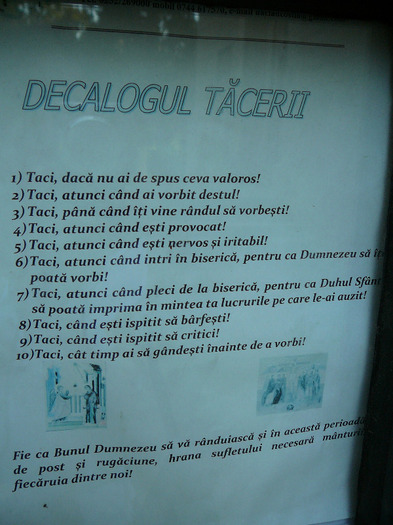 DECALOGUL TĂCERII
1) Taci, dacă nu ai de spus ceva valoros!
2) Taci, atunci când ai vorbit destul!
3) Taci, până când îți vine rândul să vorbești!
4) Taci, atunci când ești provocat!
5) Taci, atunci când ești nervos și iritabil!
6) Taci, atunci când intri în biserică, pentru ca Dumnezeu să îți
poată vorbi!
7) Taci, atunci când pleci de la biserică, pentru ca Duhul Sfânt
să poată imprima în mintea ta lucrurile pe care le-ai auzit!
8) Taci, când ești ispitit să bârfești!
9) Taci, când ești ispitit să critici!
10) Taci, cât timp ai să gândești înainte de a vorbi!
Fie ca Bunul Dumnezeu să vă rânduiască și în această perioada
de post și rugăciune, hrana sufletului necesară
fiecăruia dintre noi!